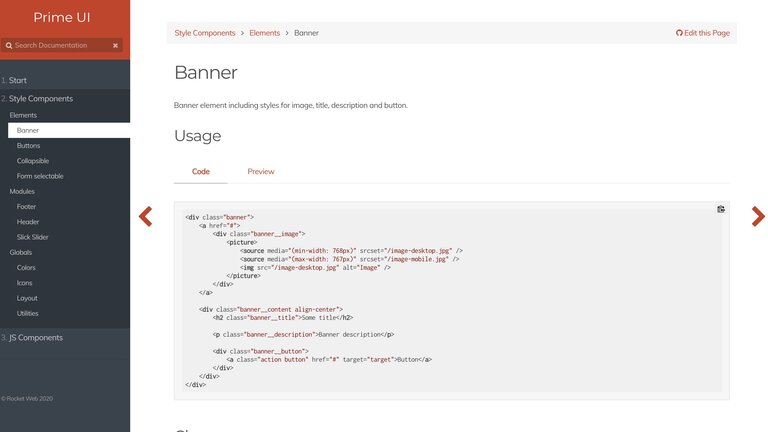 Prime UI
Search Documentation
1. Start
2. Style Components
Elements
Banner
Buttons
Collapsible
Form selectable
Modules
Footer
Header
Slick Slider
Globals
Colors
Icons
Layout
Utilities
3. JS Components
© Rocket Web 2020
Style Components > Elements > Banner
Edit this Page
Banner
Banner element including styles for image, title, description and button.
Usage
Code Preview
<div class="banner">
<a href="#">
<div class="banner__image">
<picture>
<source media="(min-width: 768px)" srcset="/image-desktop.jpg" />
<source media="(max-width: 767px)" srcset="/image-mobile.jpg" />
<img src="/image-desktop.jpg" alt="Image" />
</picture>
</div>
</a>
<div class="banner__content align-center">
<h2 class="banner__title">Some title</h2>
<p class="banner__description">Banner description</p>
<div class="banner__button">
<a class="action button" href="#" target="target">Button</a>
</div>
</div>
</div>